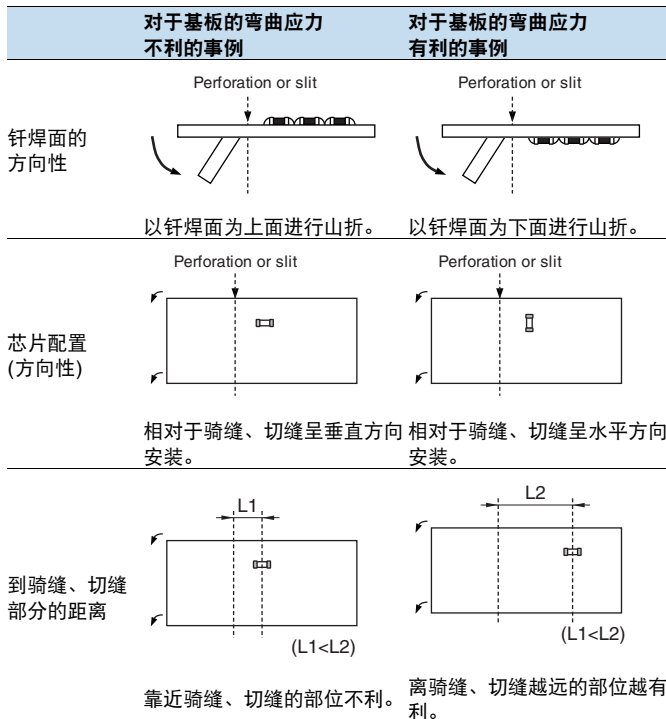 对于基板的弯曲应力
不利的事例
对于基板的弯曲应力
有利的事例
钎焊面的
方向性
Perforation or slit
以钎焊面为上面进行山折。
Perforation or slit
以钎焊面为下面进行山折。
芯片配置
(方向性)
Perforation or slit
相对于骑缝、切缝呈垂直方向
安装。
Perforation or slit
相对于骑缝、切缝呈水平方向
安装。
到骑缝、切缝
部分的距离
L1
(L1<L2)
靠近骑缝、切缝的部位不利。
L2
(L1<L2)
离骑缝、切缝越远的部位越有
利。